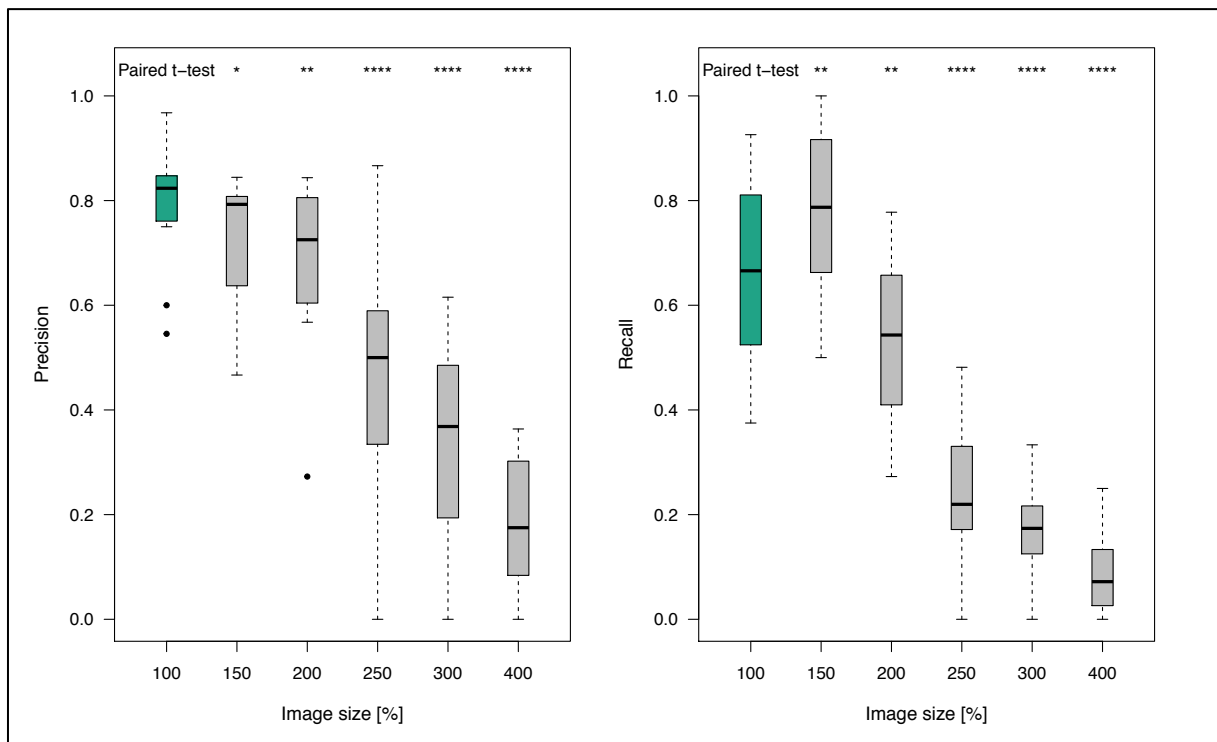 Paired t−test * ** **** **** ****
1.0
0.8
0.6
0.4
0.2
0.0
Precision
100 150 200 250 300 400
Image size [%]
Paired t−test ** ** **** **** ****
1.0
0.8
0.6
0.4
0.2
0.0
Recall
100 150 200 250 300 400
Image size [%]